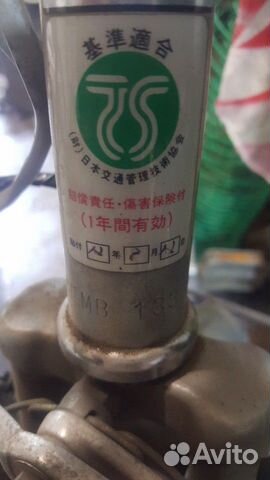 基準適合
TS
(財)日本交通管理技術協会
賠償責任・傷害保険付
(1年間有効)
貼付 年 月 日
Avito